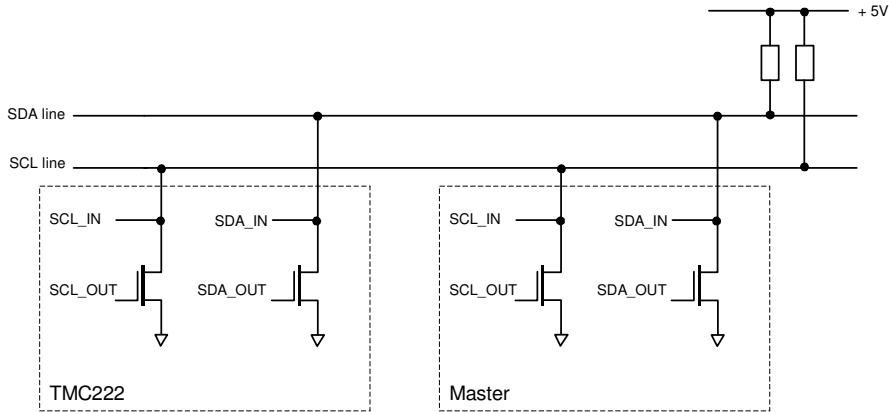 + 5V
SDA line
SCL line
SCL_IN
SDA_IN
SCL_IN
SDA_IN
SCL_OUT
SDA_OUT
SCL_OUT
SDA_OUT
TMC222
Master